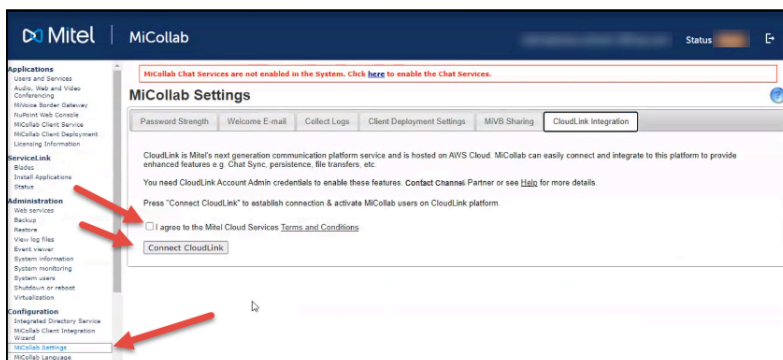 Mitel
MiCollab
Status
Applications
Users and Services
Audio, Web and Video
Conferencing
MiVoice Border Gateway
NuPoint Web Console
MiCollab Client Service
MiCollab Client Deployment
Licensing Information
ServiceLink
Blades
Install Applications
Status
Administration
Web services
Backup
Restore
View log files
Event viewer
System information
System monitoring
System users
Shutdown or reboot
Virtualization
Configuration
Integrated Directory Service
MiCollab Client Integration
Wizard
MiCollab Settings
MiCollab Language
MiCollab Chat Services are not enabled in the System. Click here to enable the Chat Services.
MiCollab Settings
Password Strength
Welcome E-mail
Collect Logs
Client Deployment Settings
MiVB Sharing
CloudLink Integration
CloudLink is Mitel's next generation communication platform service and is hosted on AWS Cloud. MiCollab can easily connect and integrate to this platform to provide
enhanced features e.g. Chat Sync, persistence, file transfers, etc.
You need CloudLink Account Admin credentials to enable these features. Contact Channel Partner or see Help for more details.
Press "Connect CloudLink" to establish connection & activate MiCollab users on CloudLink platform.
I agree to the Mitel Cloud Services Terms and Conditions
Connect CloudLink